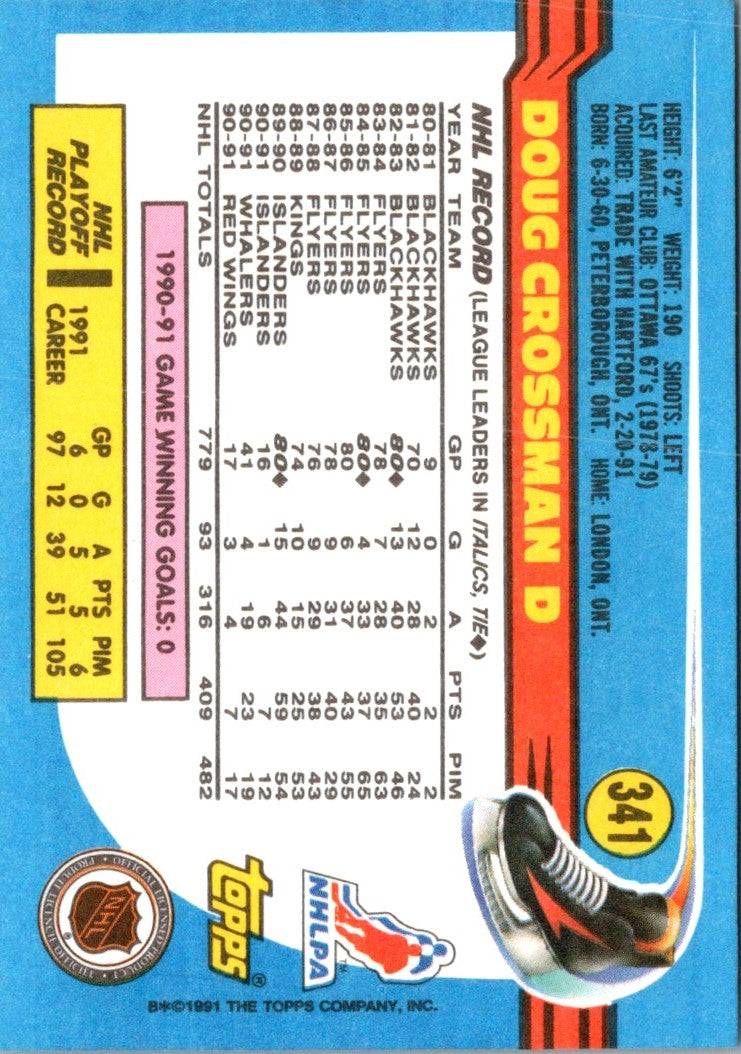 341
HEIGHT: 6'2" WEIGHT: 190 SHOOTS: LEFT
LAST AMATEUR CLUB: OTTAWA 67's (1978-79)
ACQUIRED: TRADE WITH HARTFORD, 2-20-91
BORN: 6-30-60, PETERBOROUGH, ONT. HOME: LONDON, ONT.
DOUG CROSSMAN D
NHL RECORD (LEAGUE LEADERS IN ITALICS, TIE♦)
YEAR TEAM GP G A PTS PIM
80-81 BLACKHAWKS 9 0 2 2 2
81-82 BLACKHAWKS 70 12 28 40 24
82-83 BLACKHAWKS 80♦ 13 40 53 46
83-84 FLYERS 78 7 28 35 63
84-85 FLYERS 80♦ 4 33 37 65
85-86 FLYERS 80 6 37 43 55
86-87 FLYERS 78 9 31 40 29
87-88 FLYERS 76 9 29 38 43
88-89 KINGS 74 10 15 25 53
89-90 ISLANDERS 80♦ 15 44 59 54
90-91 ISLANDERS 16 1 6 7 12
90-91 WHALERS 41 4 19 23 19
90-91 RED WINGS 17 3 4 7 17
NHL TOTALS 779 93 316 409 482
1990-91 GAME WINNING GOALS: 0
NHL PLAYOFF RECORD
GP G A PTS PIM
1991 6 0 5 5 6
CAREER 97 12 39 51 105
NHLPA™
TOPPS®
NHL®
B*©1991 THE TOPPS COMPANY, INC.